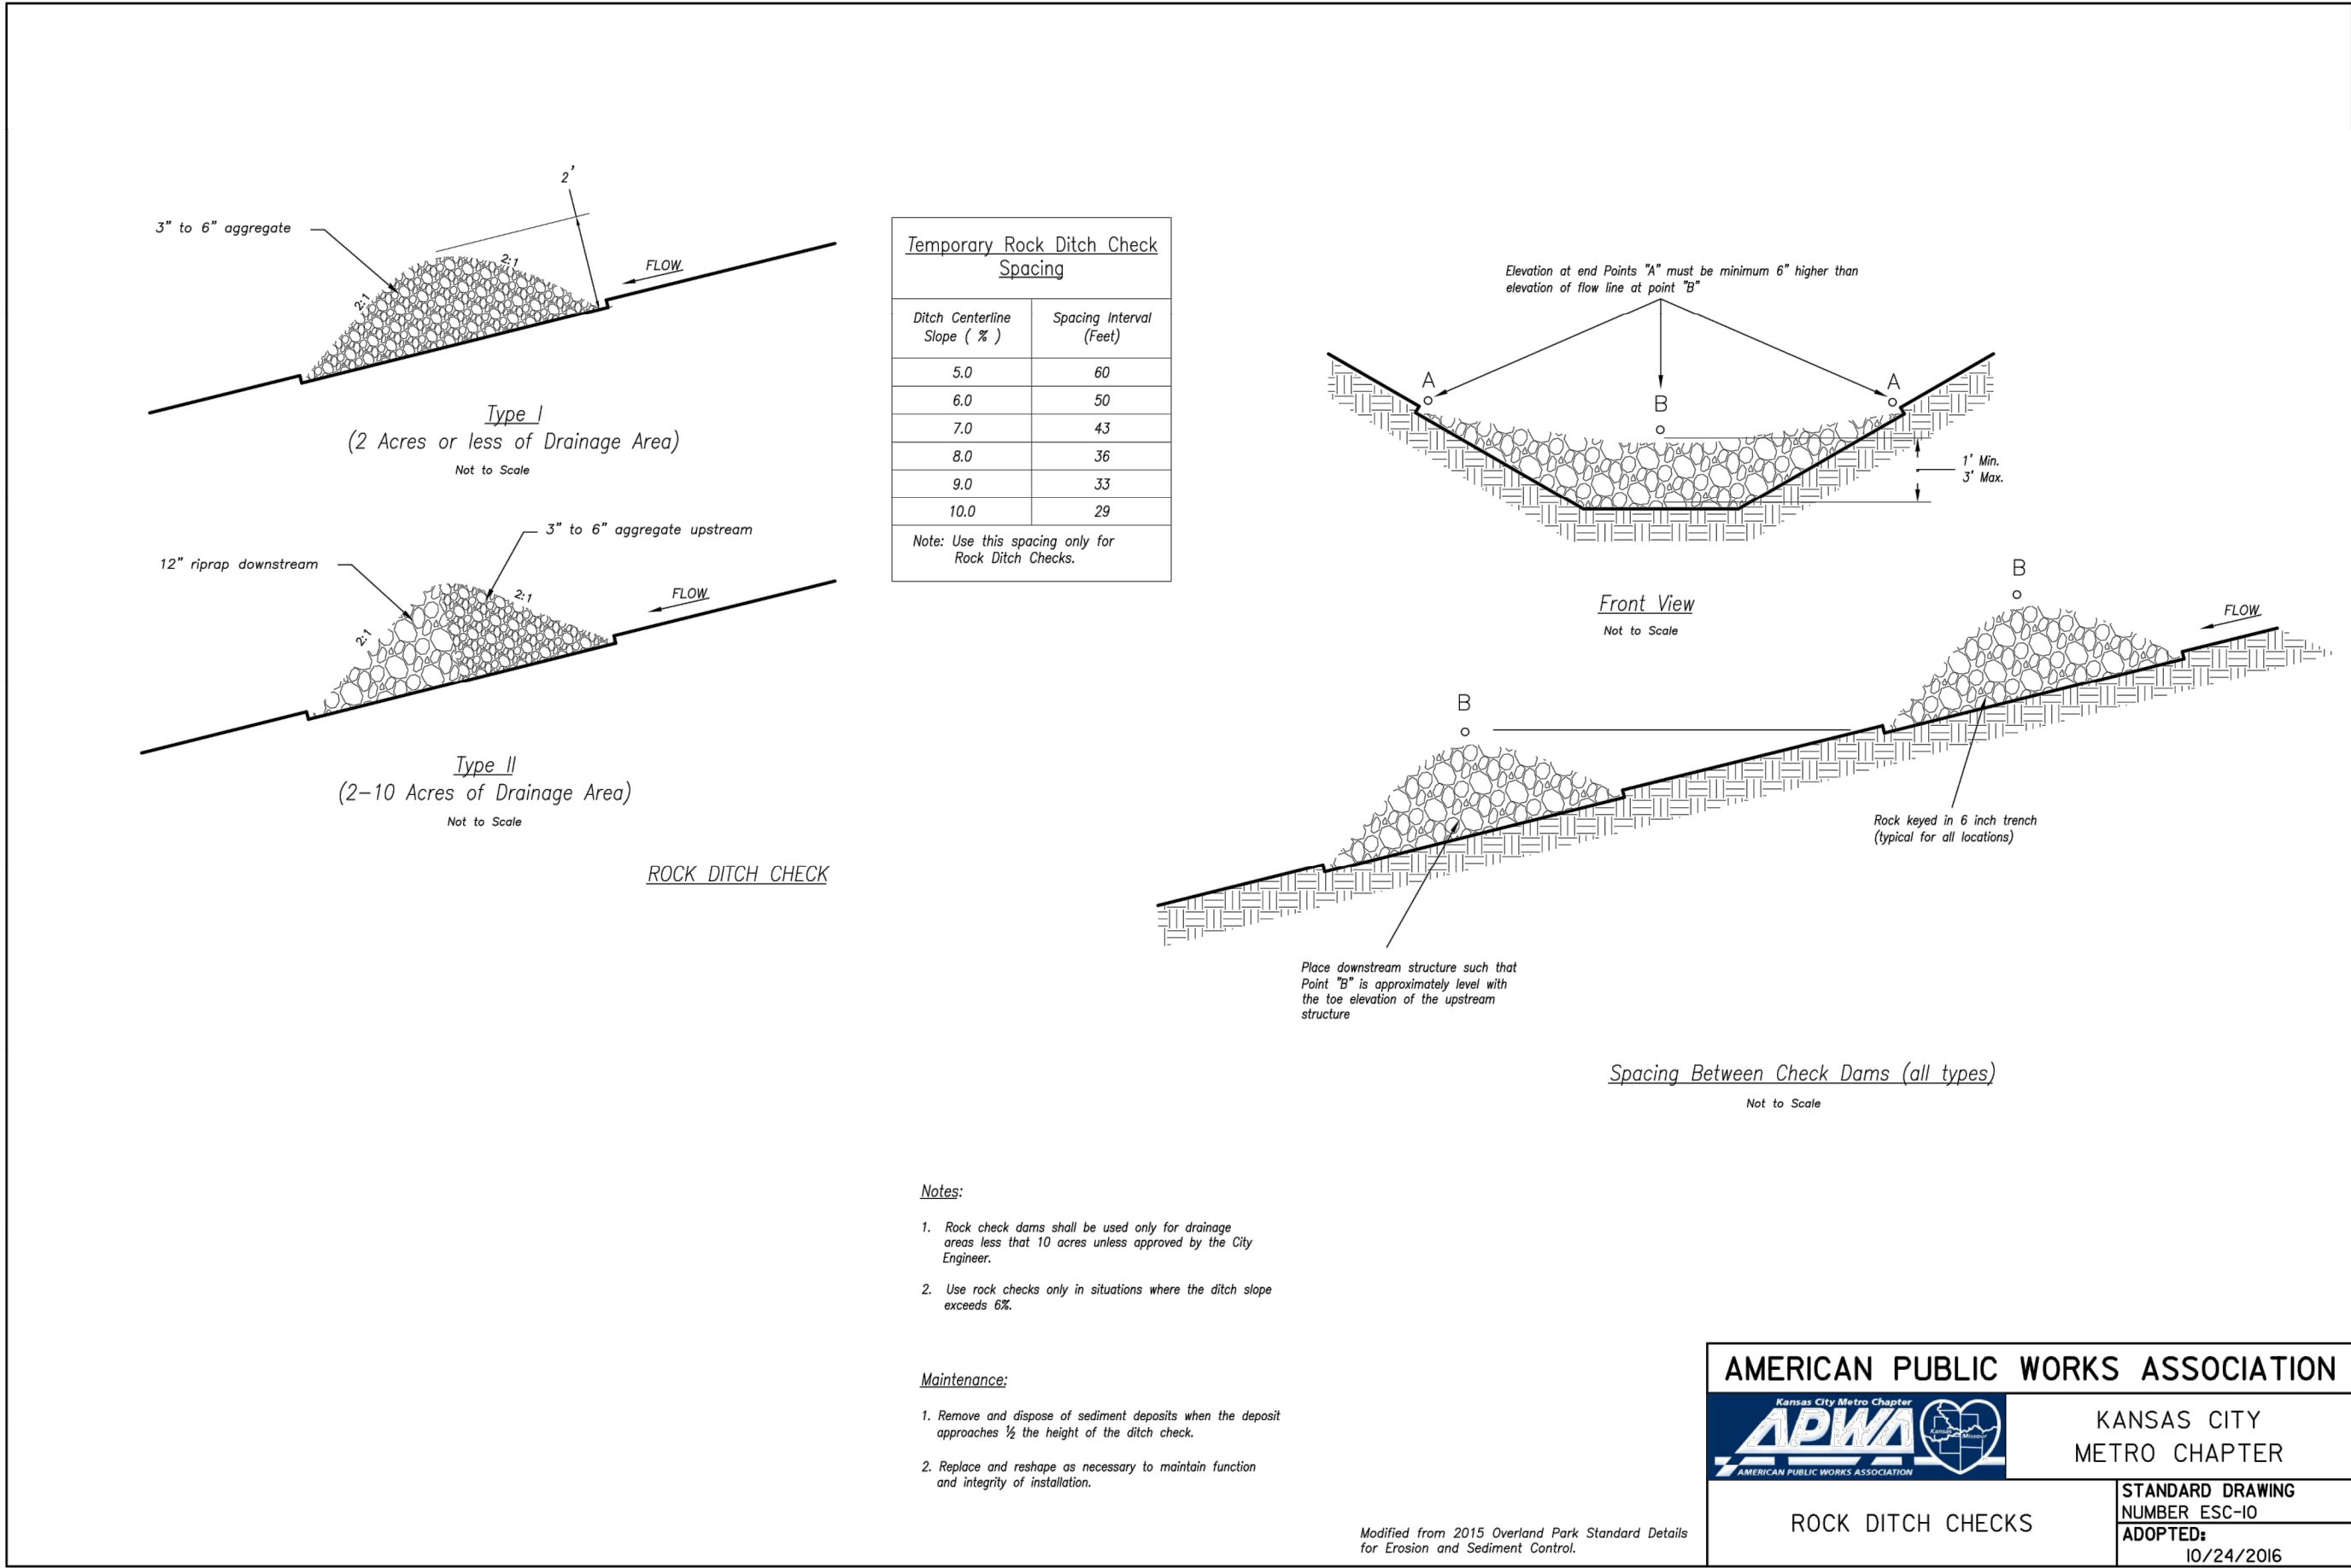 2'
3" to 6" aggregate
2:1
2:1
FLOW
Type I
(2 Acres or less of Drainage Area)
Not to Scale
3" to 6" aggregate upstream
12" riprap downstream
2:1
2:1
FLOW
Type II
(2-10 Acres of Drainage Area)
Not to Scale
ROCK DITCH CHECK
Temporary Rock Ditch Check
Spacing
Ditch Centerline
Slope ( % )
Spacing Interval
(Feet)
5.0 60
6.0 50
7.0 43
8.0 36
9.0 33
10.0 29
Note: Use this spacing only for
Rock Ditch Checks.
Elevation at end Points "A" must be minimum 6" higher than
elevation of flow line at point "B"
A
B
A
1' Min.
3' Max.
Front View
Not to Scale
B
FLOW
B
Rock keyed in 6 inch trench
(typical for all locations)
Place downstream structure such that
Point "B" is approximately level with
the toe elevation of the upstream
structure
Spacing Between Check Dams (all types)
Not to Scale
Notes:
1. Rock check dams shall be used only for drainage
areas less that 10 acres unless approved by the City
Engineer.
2. Use rock checks only in situations where the ditch slope
exceeds 6%.
Maintenance:
1. Remove and dispose of sediment deposits when the deposit
approaches ½ the height of the ditch check.
2. Replace and reshape as necessary to maintain function
and integrity of installation.
Modified from 2015 Overland Park Standard Details
for Erosion and Sediment Control.
AMERICAN PUBLIC WORKS ASSOCIATION
Kansas City Metro Chapter
APWA
Kansas Missouri
AMERICAN PUBLIC WORKS ASSOCIATION
KANSAS CITY
METRO CHAPTER
ROCK DITCH CHECKS
STANDARD DRAWING
NUMBER ESC-10
ADOPTED:
10/24/2016